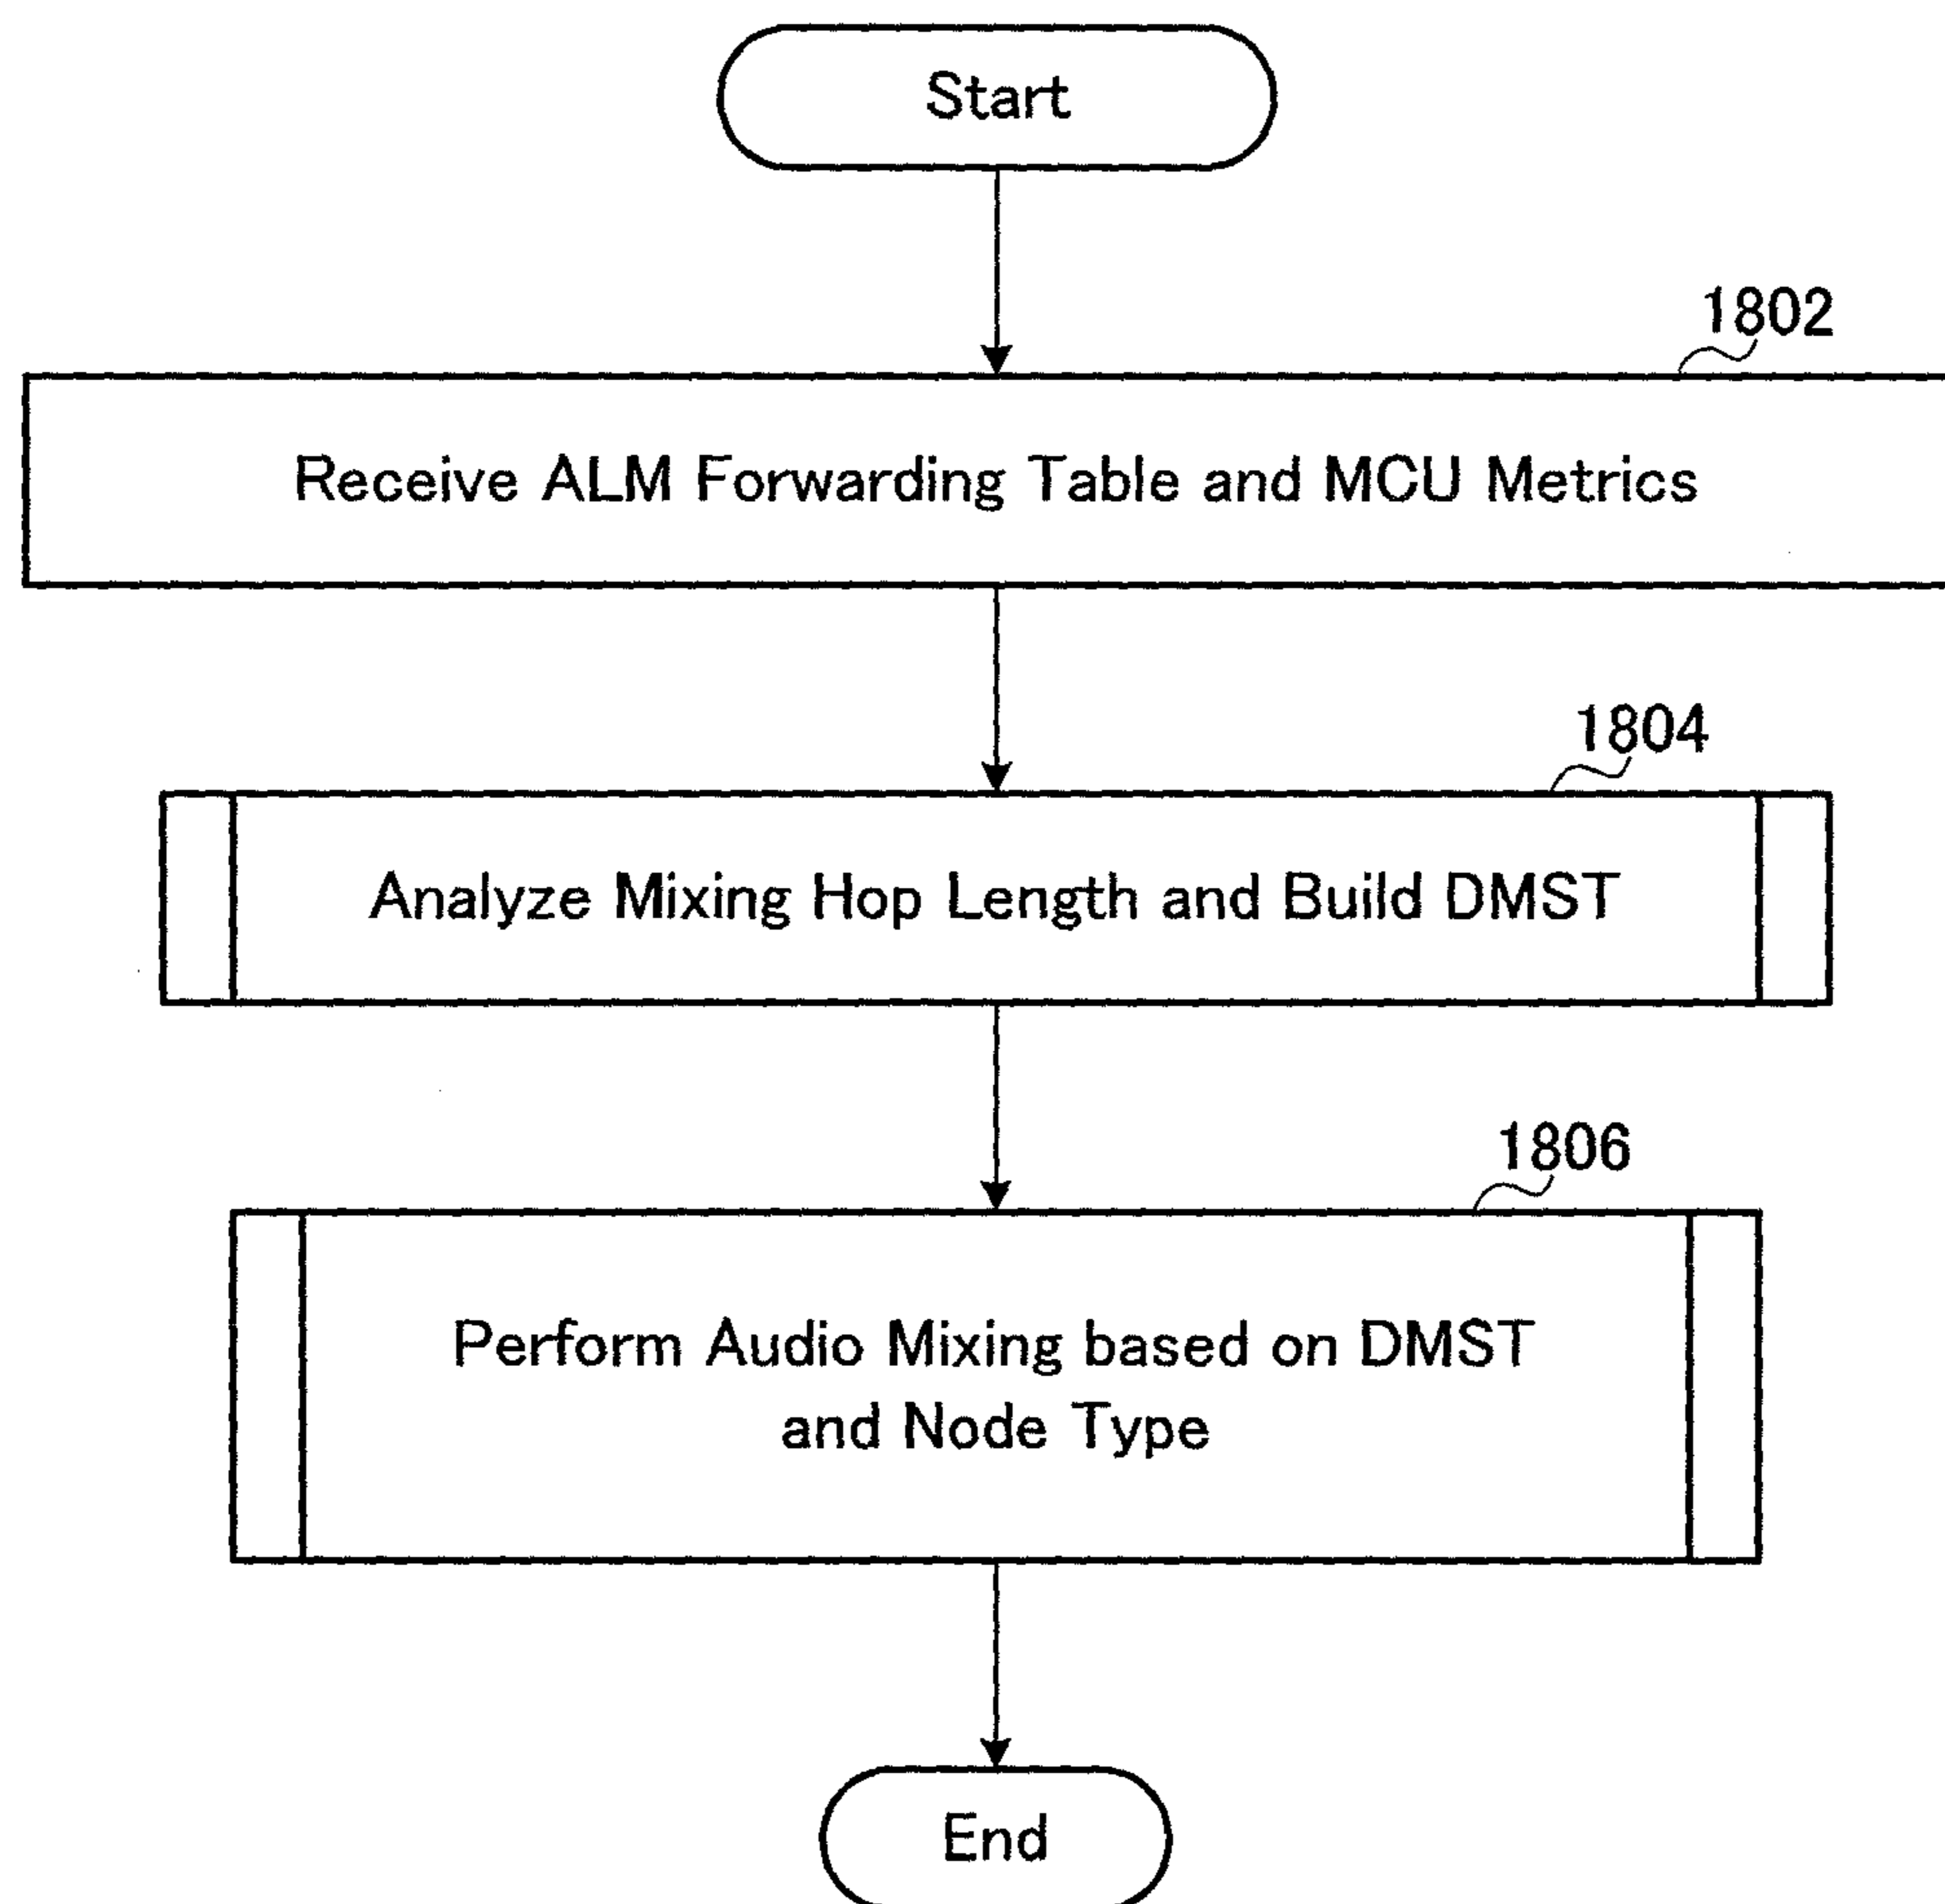 Start
1802
Receive ALM Forwarding Table and MCU Metrics
1804
Analyze Mixing Hop Length and Build DMST
1806
Perform Audio Mixing based on DMST
and Node Type
End